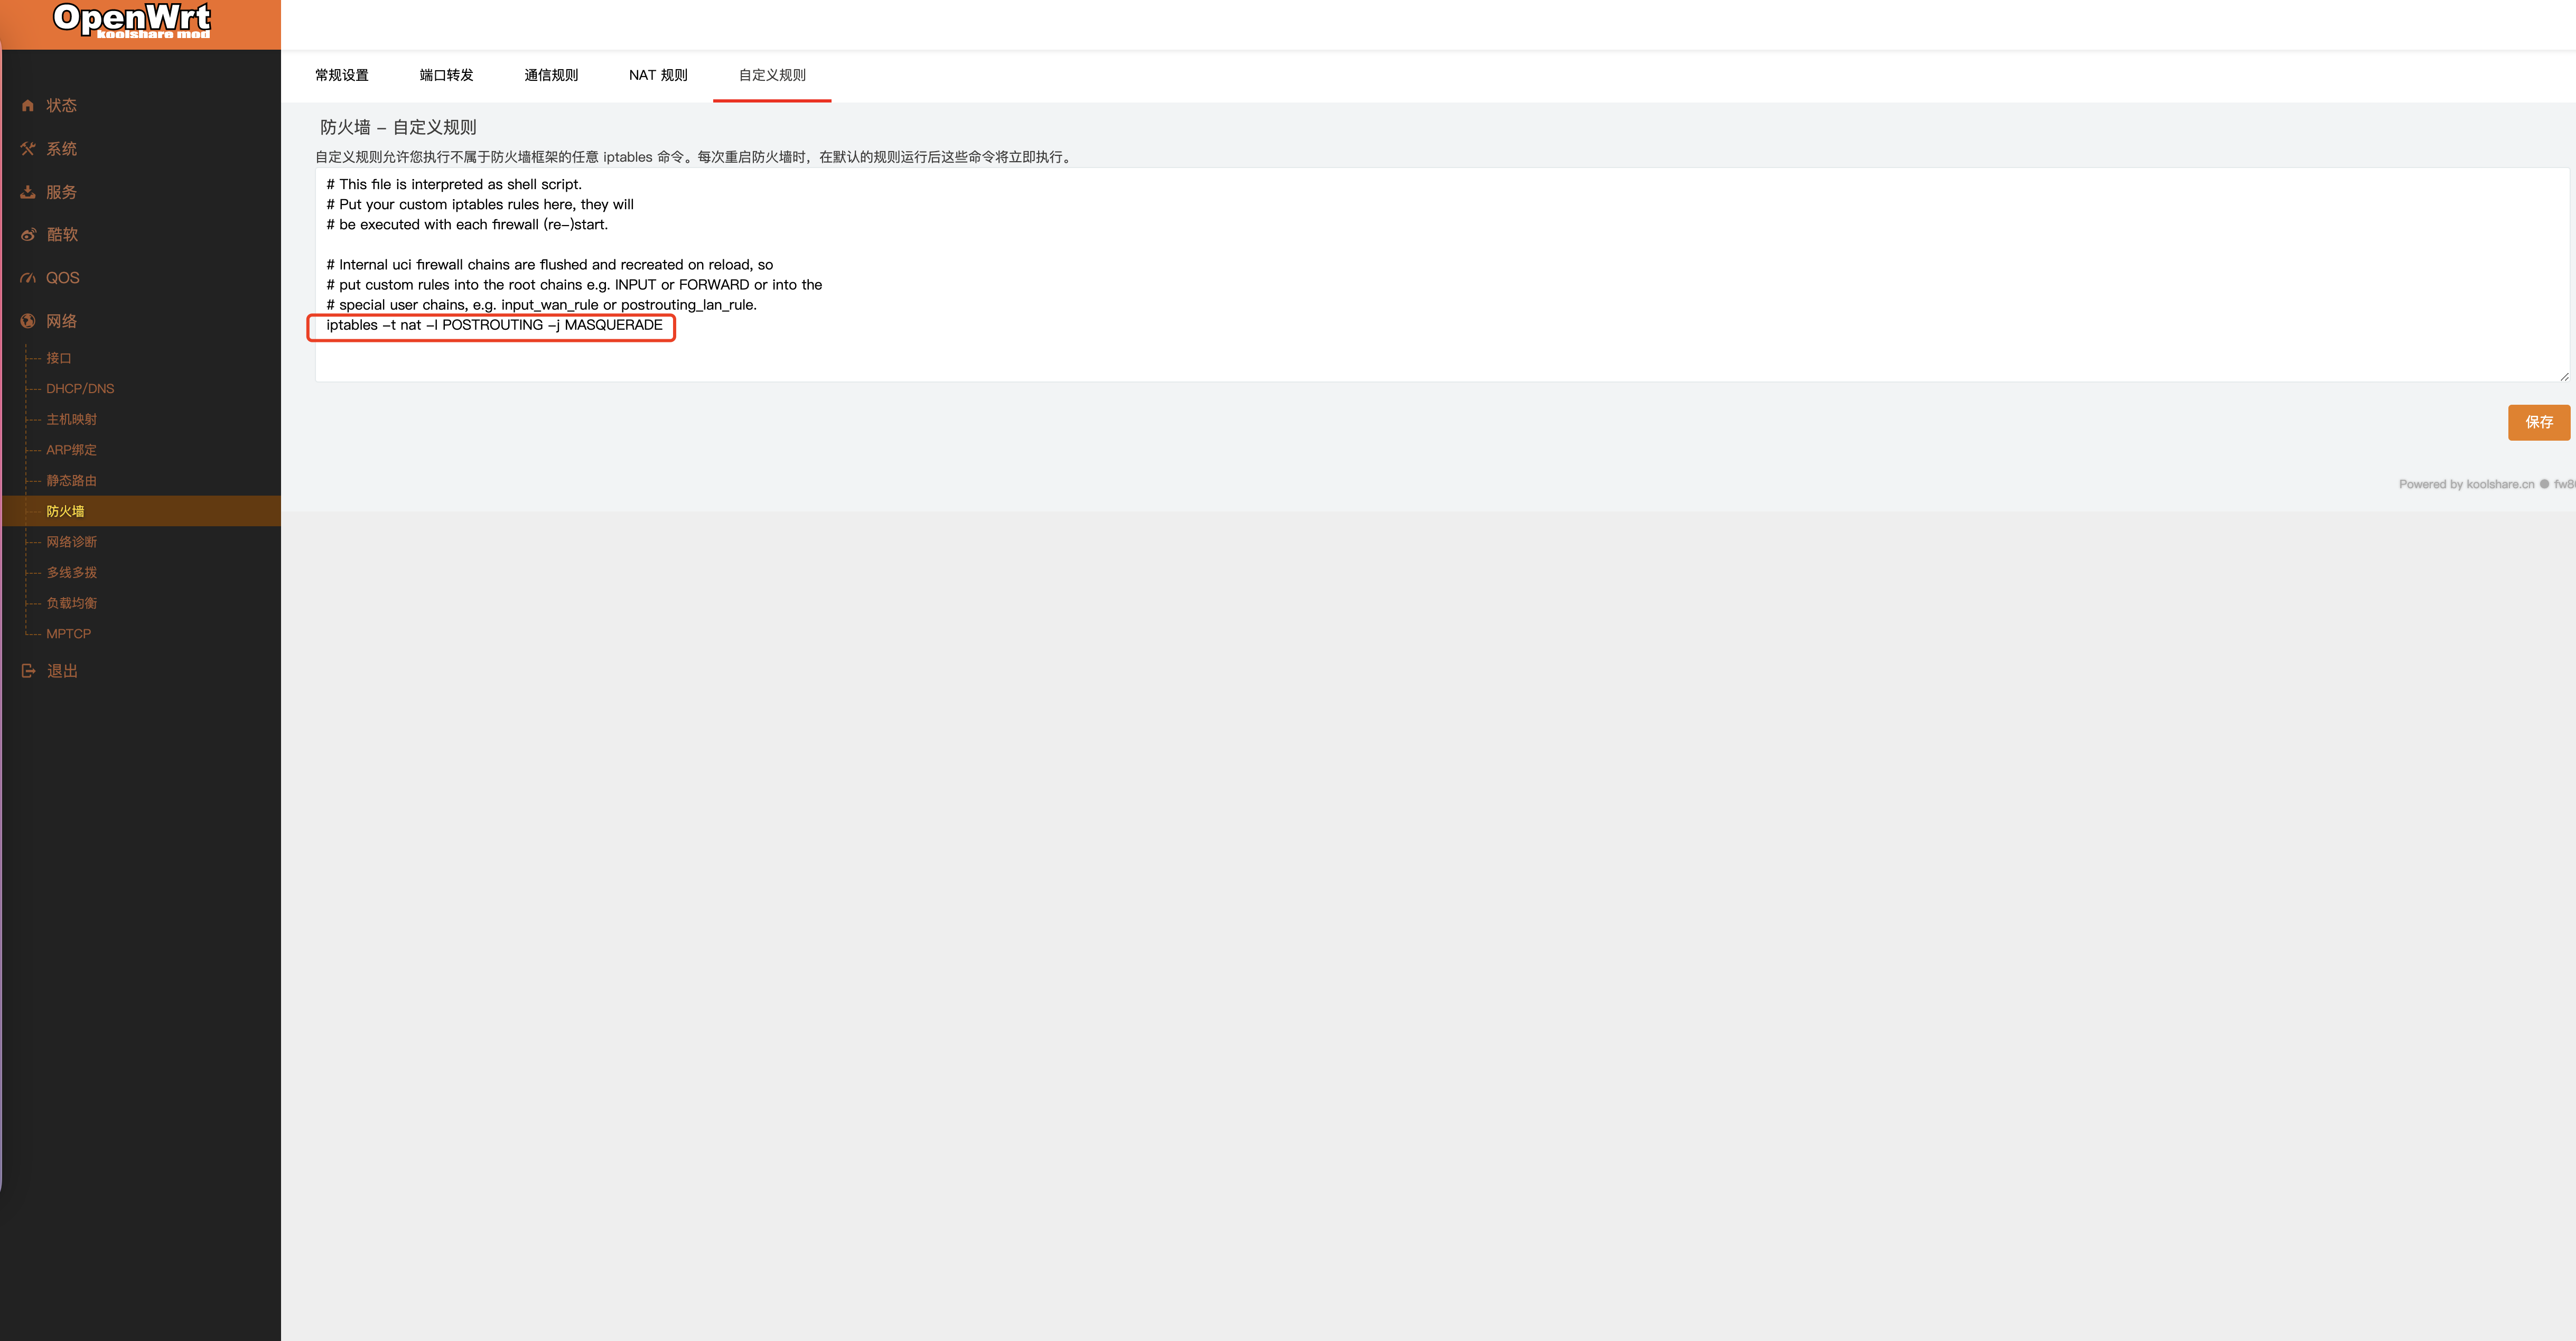 OpenWrt
koolshare mod
状态
系统
服务
酷软
QOS
网络
接口
DHCP/DNS
主机映射
ARP绑定
静态路由
防火墙
网络诊断
多线多拨
负载均衡
MPTCP
退出
常规设置 端口转发 通信规则 NAT 规则 自定义规则
防火墙 – 自定义规则
自定义规则允许您执行不属于防火墙框架的任意 iptables 命令。每次重启防火墙时，在默认的规则运行后这些命令将立即执行。
# This file is interpreted as shell script.
# Put your custom iptables rules here, they will
# be executed with each firewall (re-)start.
# Internal uci firewall chains are flushed and recreated on reload, so
# put custom rules into the root chains e.g. INPUT or FORWARD or into the
# special user chains, e.g. input_wan_rule or postrouting_lan_rule.
iptables -t nat -I POSTROUTING -j MASQUERADE
保存
Powered by koolshare.cn ● fw8